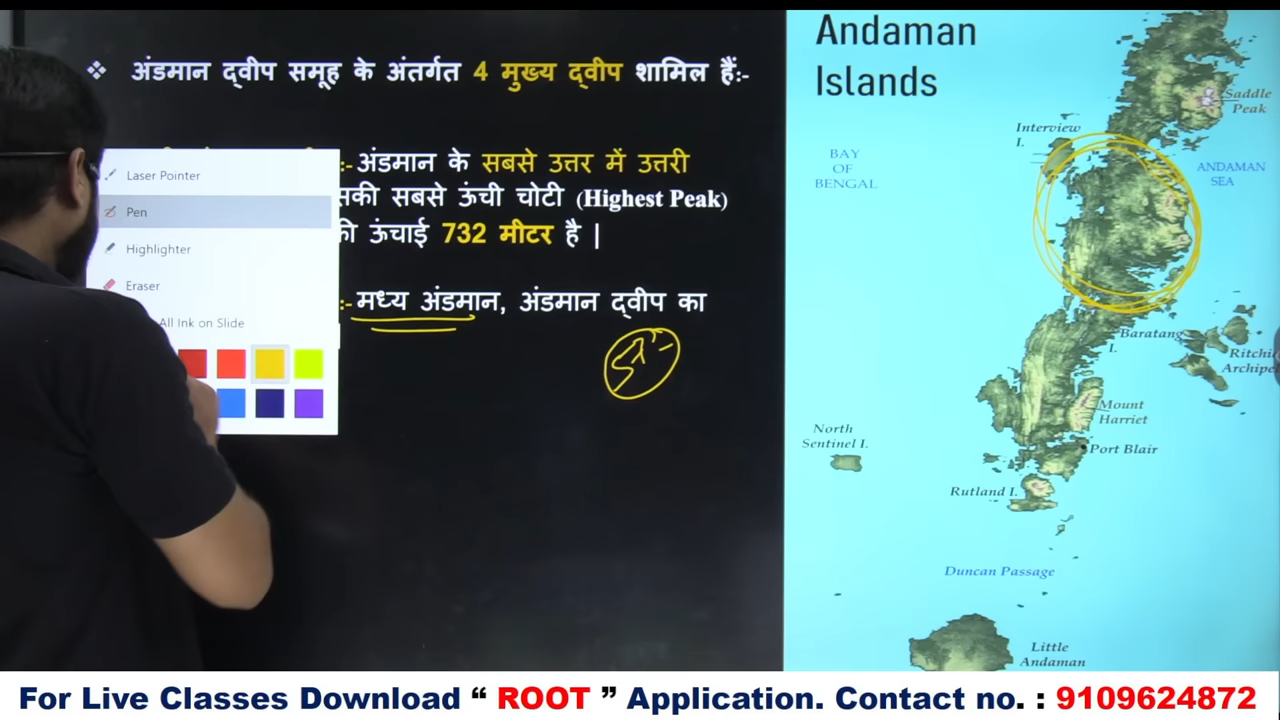 ❖ अंडमान द्वीप समूह के अंतर्गत 4 मुख्य द्वीप शामिल हैं:-
:- अंडमान के सबसे उत्तर में उत्तरी
सकी सबसे ऊंची चोटी (Highest Peak)
की ऊंचाई 732 मीटर है |
:- मध्य अंडमान, अंडमान द्वीप का
Laser Pointer
Pen
Highlighter
Eraser
All Ink on Slide
Andaman
Islands
Saddle
Peak
Interview
I.
BAY
OF
BENGAL
ANDAMAN
SEA
Baratang
I.
Ritchi
Archipel
Mount
Harriet
North
Sentinel I.
Port Blair
Rutland I.
Duncan Passage
Little
Andaman
For Live Classes Download “ ROOT ” Application. Contact no. : 9109624872